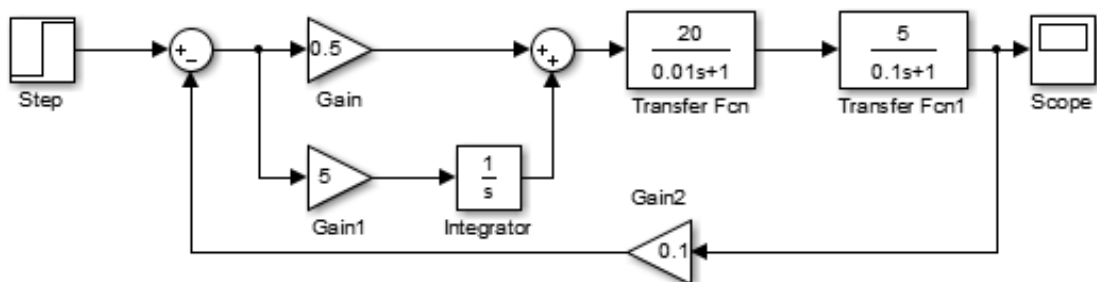 +
−
0.5
+
+
20
0.01s+1
5
0.1s+1
Step
Gain
Transfer Fcn
Transfer Fcn1
Scope
5
1
s
Gain1
Integrator
Gain2
0.1